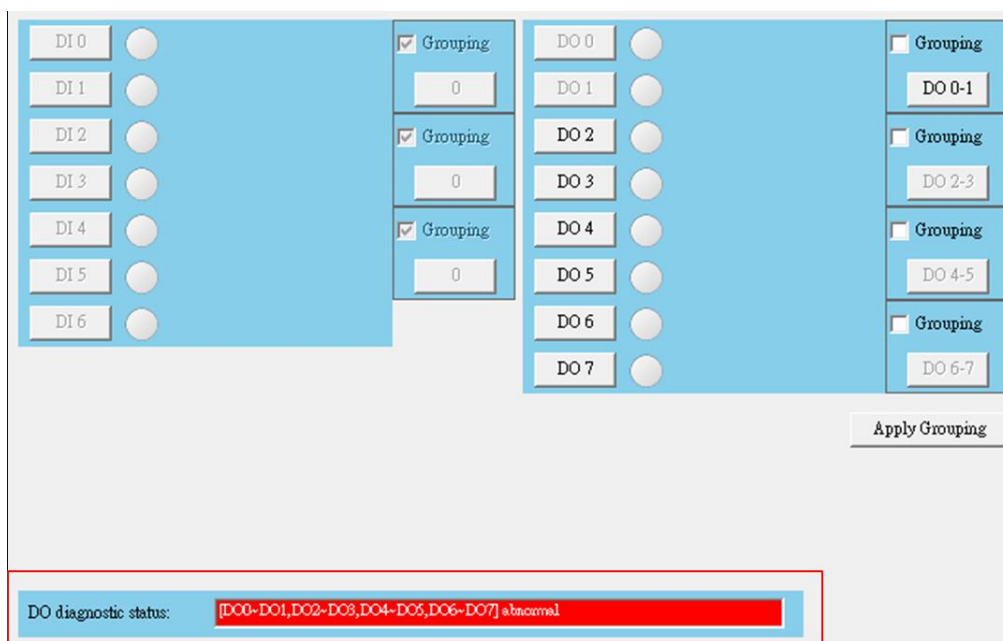 DI 0
Grouping
DI 1
0
DI 2
Grouping
DI 3
0
DI 4
Grouping
DI 5
0
DI 6
DO 0
Grouping
DO 1
DO 0-1
DO 2
Grouping
DO 3
DO 2-3
DO 4
Grouping
DO 5
DO 4-5
DO 6
Grouping
DO 7
DO 6-7
Apply Grouping
DO diagnostic status: [DO0~DO1,DO2~DO3,DO4~DO5,DO6~DO7] abnormal